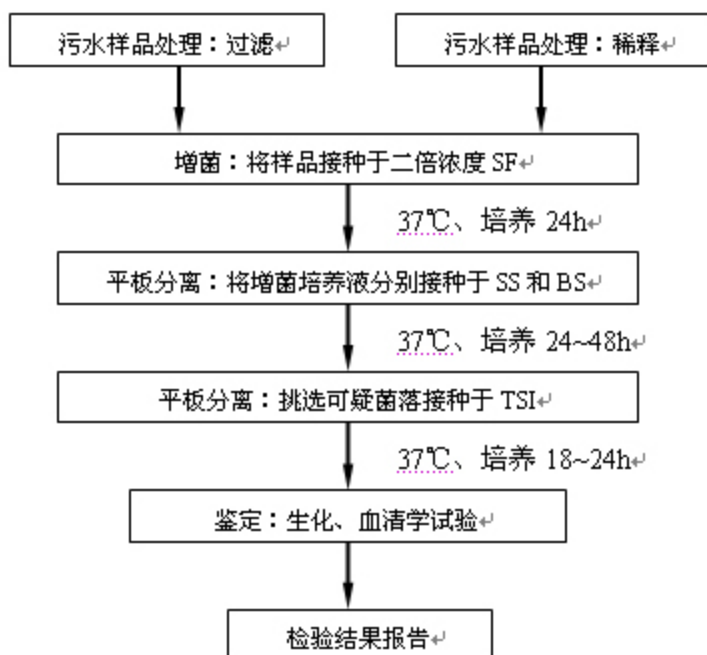 污水样品处理：过滤↵
污水样品处理：稀释↵
增菌：将样品接种于二倍浓度 SF↵
37℃、培养 24h↵
平板分离：将增菌培养液分别接种于 SS 和 BS↵
37℃、培养 24~48h↵
平板分离：挑选可疑菌落接种于 TSI↵
37℃、培养 18~24h↵
鉴定：生化、血清学试验↵
检验结果报告↵